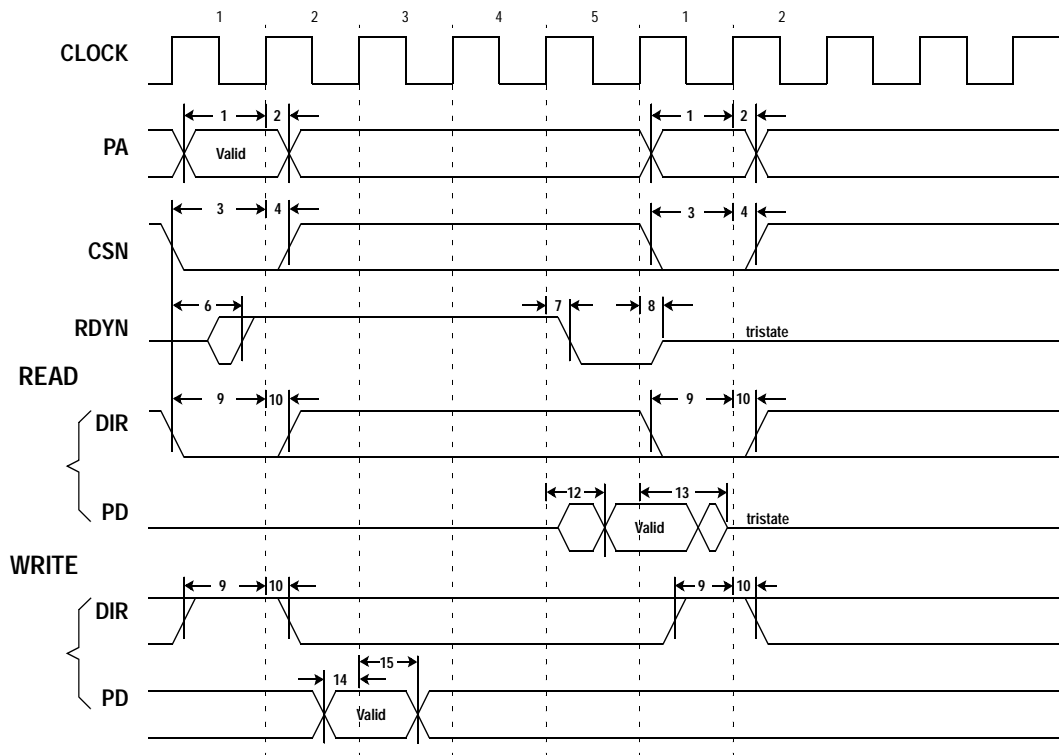 1 2 3 4 5 1 2
CLOCK
1 2 1 2
PA Valid
3 4 3 4
CSN
6 7 8
RDYN tristate
READ
9 10 9 10
DIR
12 13
PD Valid tristate
WRITE
9 10 9 10
DIR
15
14
PD Valid